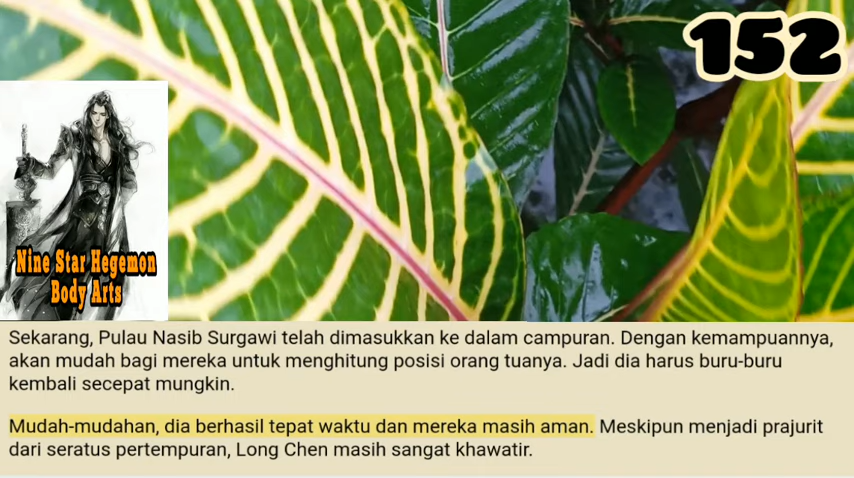 152
Nine Star Hegemon
Body Arts
Sekarang, Pulau Nasib Surgawi telah dimasukkan ke dalam campuran. Dengan kemampuannya,
akan mudah bagi mereka untuk menghitung posisi orang tuanya. Jadi dia harus buru-buru
kembali secepat mungkin.
Mudah-mudahan, dia berhasil tepat waktu dan mereka masih aman. Meskipun menjadi prajurit
dari seratus pertempuran, Long Chen masih sangat khawatir.